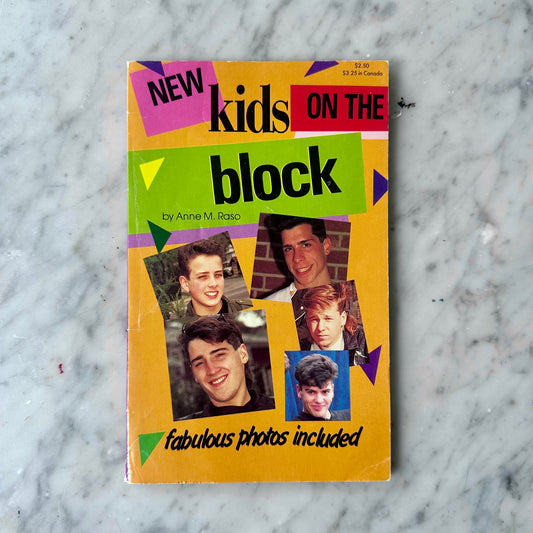 $2.50
$3.25 in Canada
NEW kids ON THE
block
by Anne M. Raso
fabulous photos included